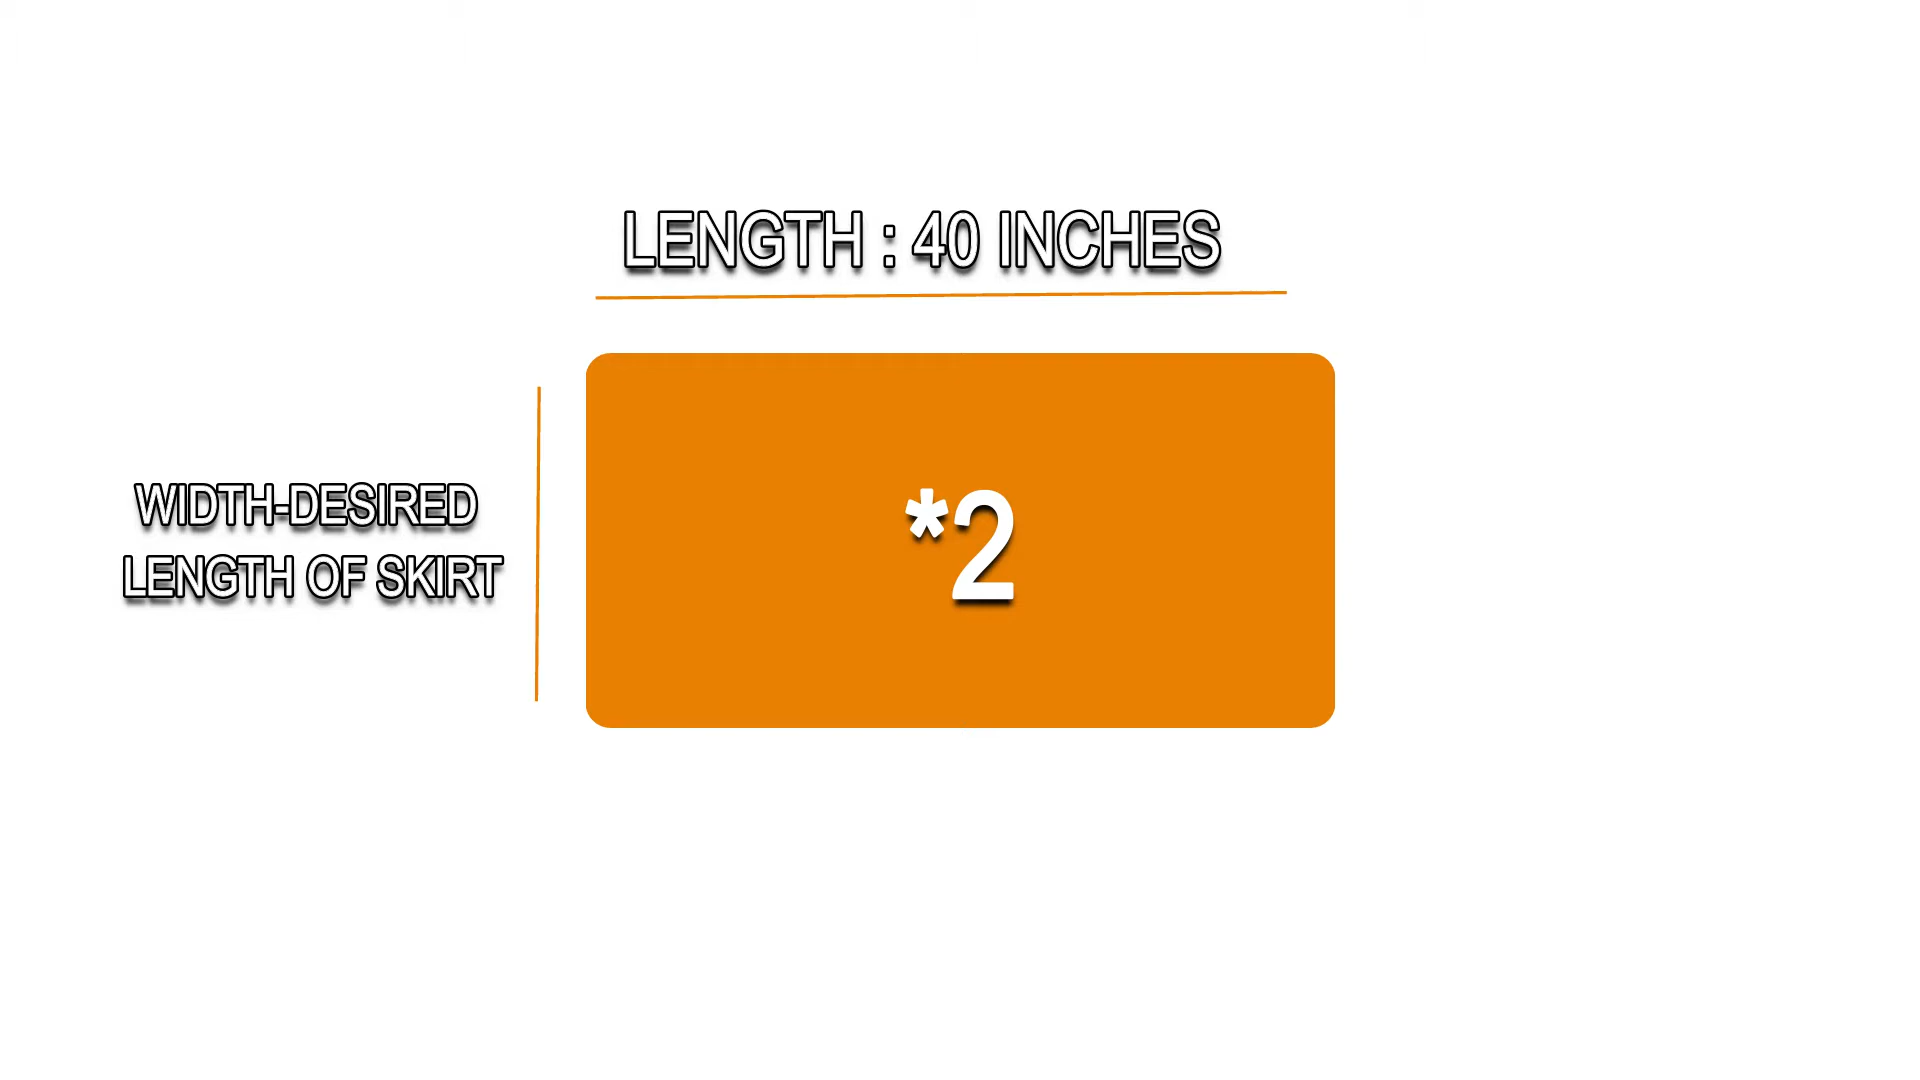 LENGTH : 40 INCHES
WIDTH-DESIRED
LENGTH OF SKIRT
*2